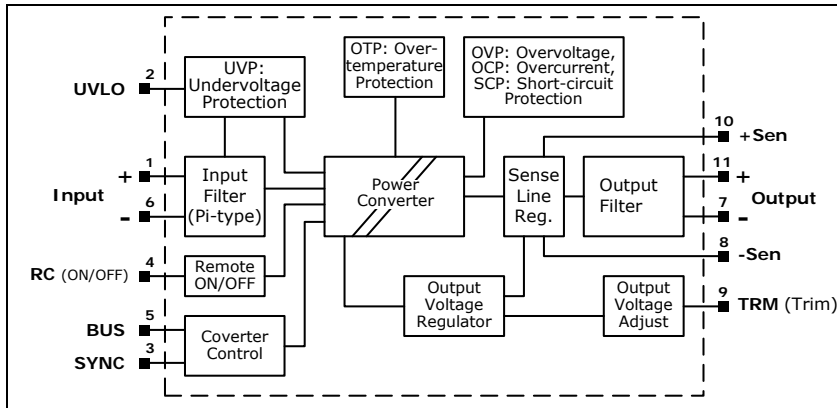 UVLO
2
UVP:
Undervoltage
Protection
OTP: Over-
temperature
Protection
OVP: Overvoltage,
OCP: Overcurrent,
SCP: Short-circuit
Protection
10
+Sen
Input
1
+
6
-
Input
Filter
(Pi-type)
Power
Converter
Sense
Line
Reg.
Output
Filter
11
+
7
-
Output
8
-Sen
RC (ON/OFF)
4
Remote
ON/OFF
Output
Voltage
Regulator
Output
Voltage
Adjust
9
TRM (Trim)
BUS
5
SYNC
3
Coverter
Control